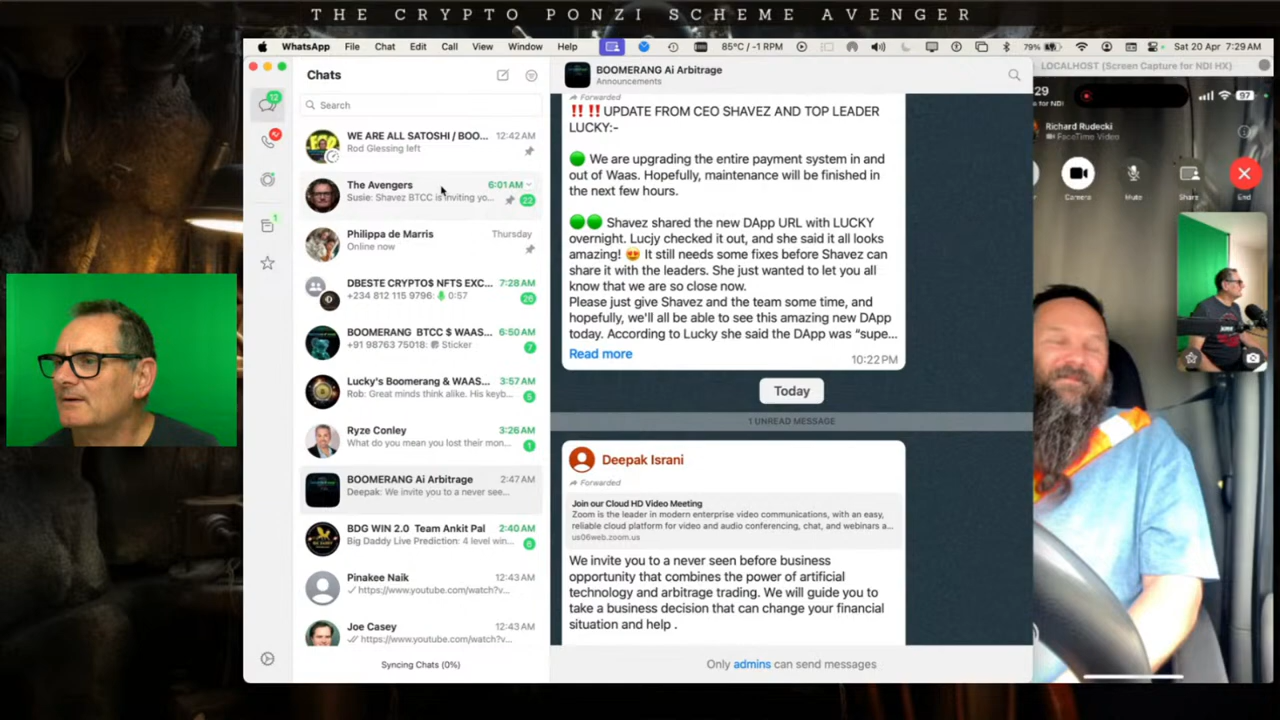 THE CRYPTO PONZI SCHEME AVENGER
WhatsApp File Chat Edit Call View Window Help 85°C / -1 RPM 79% Sat 20 Apr 7:29 AM
LOCALHOST (Screen Capture for NDI HX)
12
1
Chats
Search
WE ARE ALL SATOSHI / BOO... 12:42 AM
Rod Glessing left
The Avengers 6:01 AM
Susie: Shavez BTCC is inviting yo... 22
Philippa de Marris Thursday
Online now
DBESTE CRYPTO$ NFTS EXC... 7:28 AM
+234 812 115 9796: 0:57 26
BOOMERANG BTCC $ WAAS... 6:50 AM
+91 98763 75018: Sticker 7
Lucky's Boomerang & WAAS... 3:57 AM
Rob: Great minds think alike. His keyb... 5
Ryze Conley 3:26 AM
What do you mean you lost their mon... 1
BOOMERANG Ai Arbitrage 2:47 AM
Deepak: We invite you to a never see...
BDG WIN 2.0 Team Ankit Pal 2:40 AM
Big Daddy Live Prediction: 4 level win... 6
Pinakee Naik 12:43 AM
https://www.youtube.com/watch?v...
Joe Casey 12:43 AM
https://www.youtube.com/watch?v...
Syncing Chats (0%)
BOOMERANG Ai Arbitrage
Announcements
Forwarded
‼️ ‼️ UPDATE FROM CEO SHAVEZ AND TOP LEADER
LUCKY:-
🟢 We are upgrading the entire payment system in and
out of Waas. Hopefully, maintenance will be finished in
the next few hours.
🟢🟢 Shavez shared the new DApp URL with LUCKY
overnight. Lucjy checked it out, and she said it all looks
amazing! 🤩 It still needs some fixes before Shavez can
share it with the leaders. She just wanted to let you all
know that we are so close now.
Please just give Shavez and the team some time, and
hopefully, we'll all be able to see this amazing new DApp
today. According to Lucky she said the DApp was “supe...
Read more
10:22 PM
Today
1 UNREAD MESSAGE
Deepak Israni
Forwarded
Join our Cloud HD Video Meeting
Zoom is the leader in modern enterprise video communications, with an easy,
reliable cloud platform for video and audio conferencing, chat, and webinars a...
us06web.zoom.us
We invite you to a never seen before business
opportunity that combines the power of artificial
technology and arbitrage trading. We will guide you to
take a business decision that can change your financial
situation and help .
Only admins can send messages
29
97
for NDI
Richard Rudecki
FaceTime Video
Camera Mute Share End